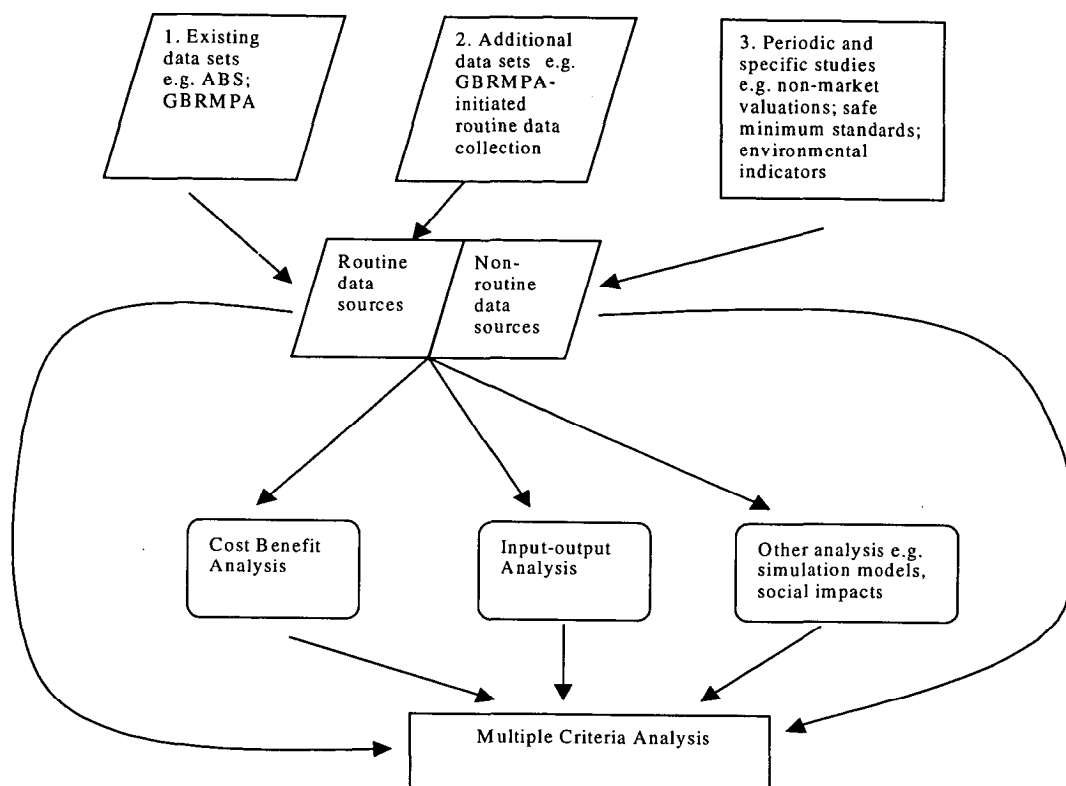 1. Existing
data sets
e.g. ABS;
GBRMPA
2. Additional
data sets e.g.
GBRMPA-
initiated
routine data
collection
3. Periodic and
specific studies
e.g. non-market
valuations; safe
minimum standards;
environmental
indicators
Routine
data
sources
Non-
routine
data
sources
Cost Benefit
Analysis
Input-output
Analysis
Other analysis e.g.
simulation models,
social impacts
Multiple Criteria Analysis